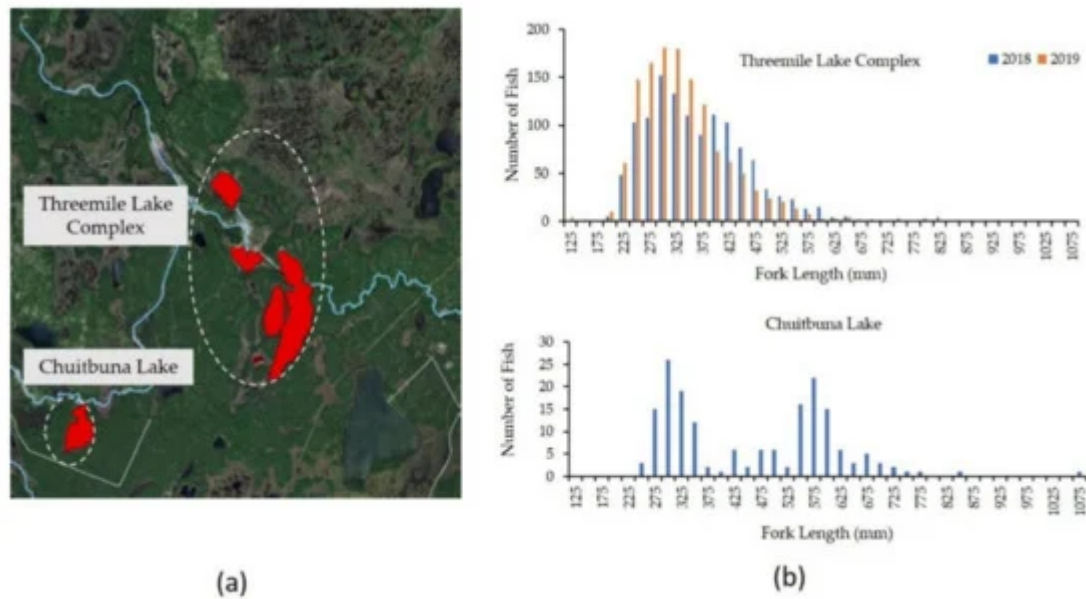 Threemile Lake
Complex
Chuitbuna Lake
(a)
Threemile Lake Complex
2018 2019
Number of Fish
200
150
100
50
0
125 175 225 275 325 375 425 475 525 575 625 675 725 775 825 875 925 975 1025 1075
Fork Length (mm)
Chuitbuna Lake
Number of Fish
30
25
20
15
10
5
0
125 175 225 275 325 375 425 475 525 575 625 675 725 775 825 875 925 975 1025 1075
Fork Length (mm)
(b)